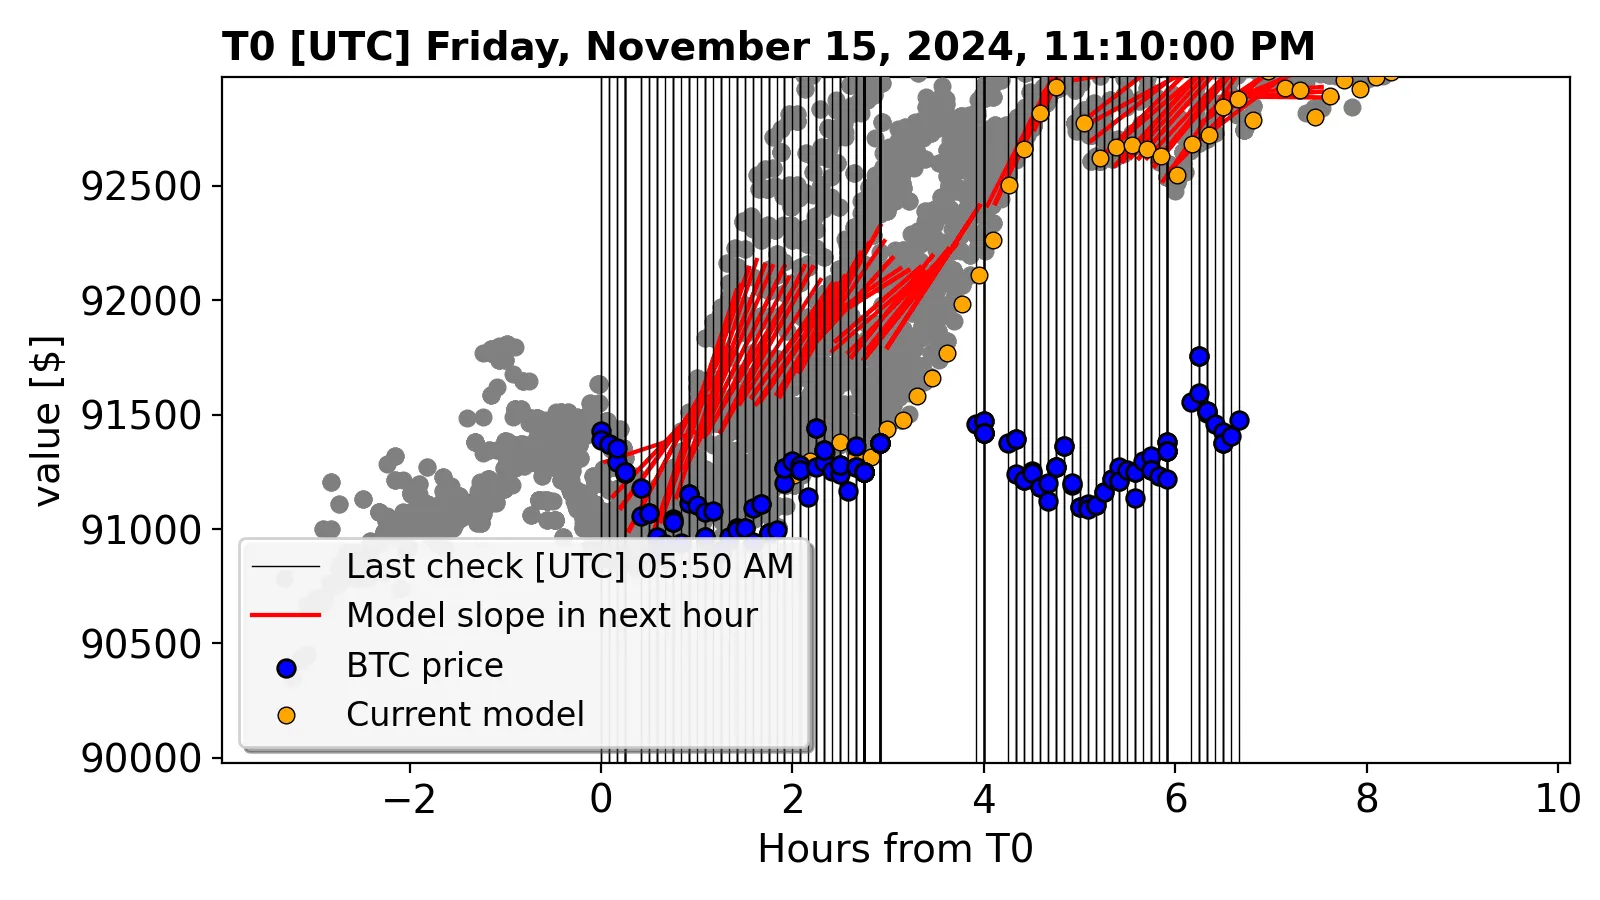 T0 [UTC] Friday, November 15, 2024, 11:10:00 PM
value [$]
92500
92000
91500
91000
90500
90000
Last check [UTC] 05:50 AM
Model slope in next hour
BTC price
Current model
−2 0 2 4 6 8 10
Hours from T0